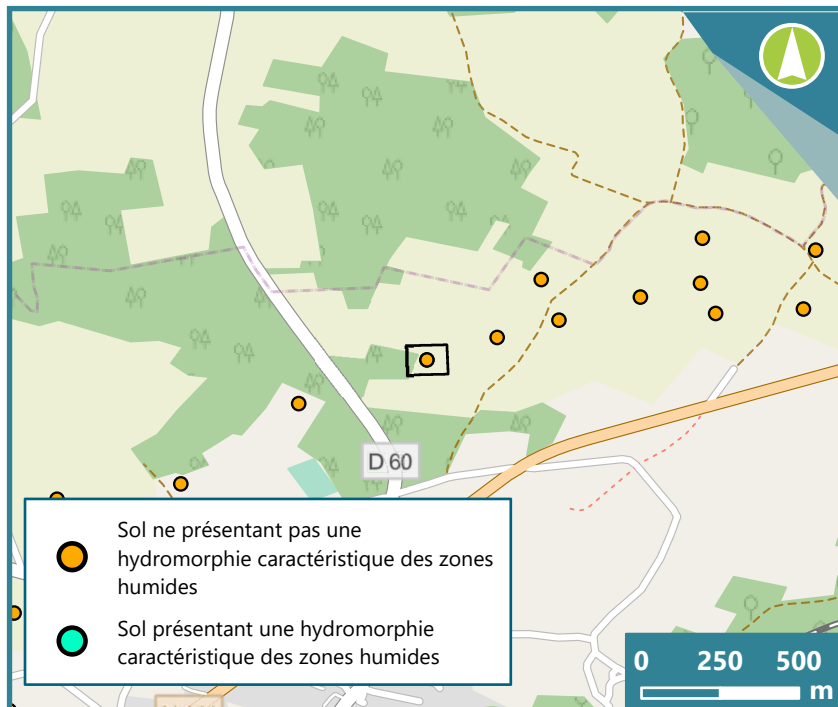 D 60
Sol ne présentant pas une
hydromorphie caractéristique des zones
humides
Sol présentant une hydromorphie
caractéristique des zones humides
0 250 500
m